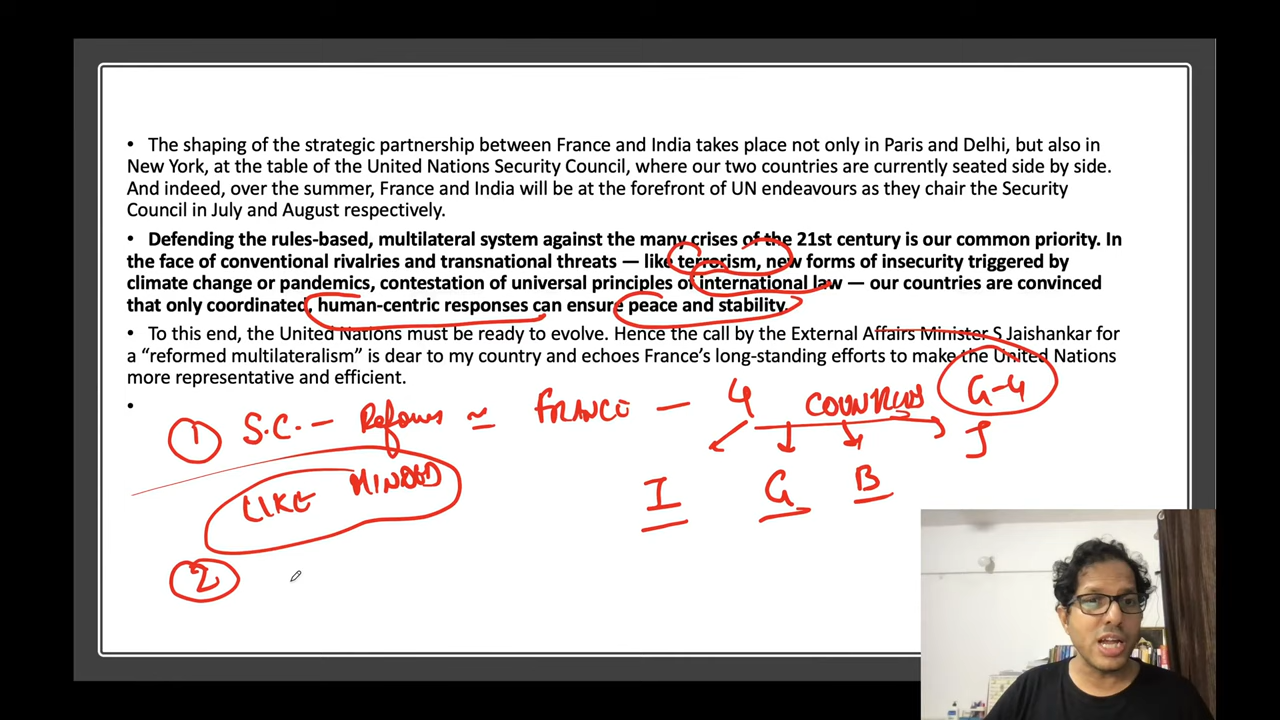 • The shaping of the strategic partnership between France and India takes place not only in Paris and Delhi, but also in
New York, at the table of the United Nations Security Council, where our two countries are currently seated side by side.
And indeed, over the summer, France and India will be at the forefront of UN endeavours as they chair the Security
Council in July and August respectively.
• Defending the rules-based, multilateral system against the many crises of the 21st century is our common priority. In
the face of conventional rivalries and transnational threats — like terrorism, new forms of insecurity triggered by
climate change or pandemics, contestation of universal principles of international law — our countries are convinced
that only coordinated, human-centric responses can ensure peace and stability.
• To this end, the United Nations must be ready to evolve. Hence the call by the External Affairs Minister S Jaishankar for
a “reformed multilateralism” is dear to my country and echoes France’s long-standing efforts to make the United Nations
more representative and efficient.
•
1 S.C. — Reforms ≃ FRANCE — 4 COUNTRIES G-4
I G B J
LIKE MINDED
2